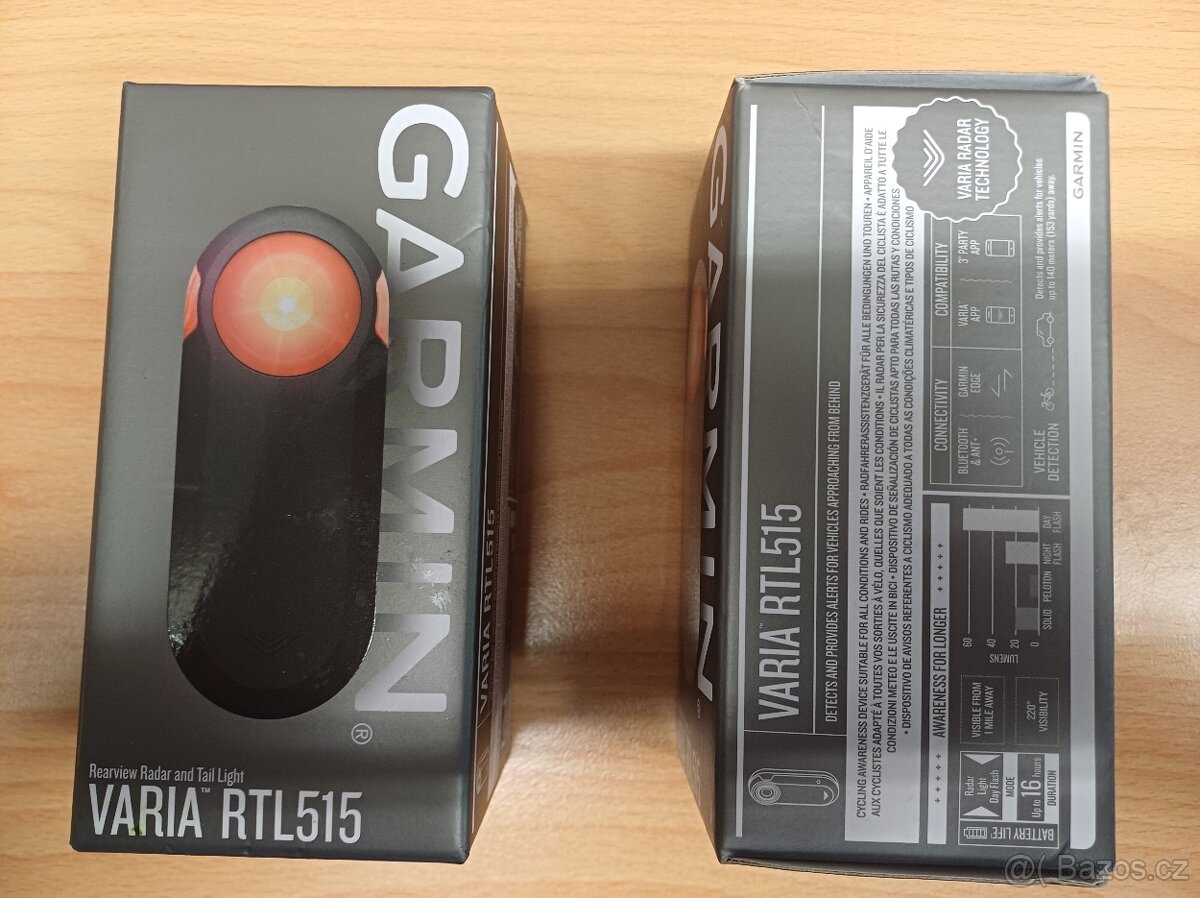 GARMIN®
Rearview Radar and Tail Light
VARIA™ RTL515
VARIA RTL515
GARMIN
VARIA™ RTL515
DETECTS AND PROVIDES ALERTS FOR VEHICLES APPROACHING FROM BEHIND
CYCLING AWARENESS DEVICE SUITABLE FOR ALL CONDITIONS AND RIDES • RADFAHRERASSISTENZGERÄT FÜR ALLE BEDINGUNGEN UND TOUREN • APPAREIL D'AIDE
AUX CYCLISTES ADAPTÉ À TOUTES VOS SORTIES À VÉLO, QUELLES QUE SOIENT LES CONDITIONS • IL RADAR PER LA SICUREZZA DEL CICLISTA È ADATTO A TUTTE LE
CONDIZIONI METEO E LE USCITE IN BICI • DISPOSITIVO DE SEÑALIZACIÓN DE CICLISTAS APTO PARA TODAS LAS RUTAS Y CONDICIONES
• DISPOSITIVO DE AVISOS REFERENTES A CICLISMO ADEQUADO A TODAS AS CONDIÇÕES CLIMATÉRICAS E TIPOS DE CICLISMO
VARIA RADAR
TECHNOLOGY
+ + + + + AWARENESS FOR LONGER + + + + +
BATTERY LIFE
Radar
Light
Day Flash
MODE
Up to 16 hours
DURATION
VISIBLE FROM
1 MILE AWAY
220°
VISIBILITY
LUMENS
60
40
20
0
SOLID
PELOTON
NIGHT
FLASH
DAY
FLASH
CONNECTIVITY
BLUETOOTH
& ANT+
GARMIN
EDGE
COMPATIBILITY
VARIA
APP
3rd PARTY
APP
VEHICLE
DETECTION
Detects and provides alerts for vehicles
up to 140 meters (153 yards) away.
GARMIN
@( Bazos.cz